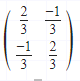 ( 2/3 -1/3 )
( -1/3 2/3 )